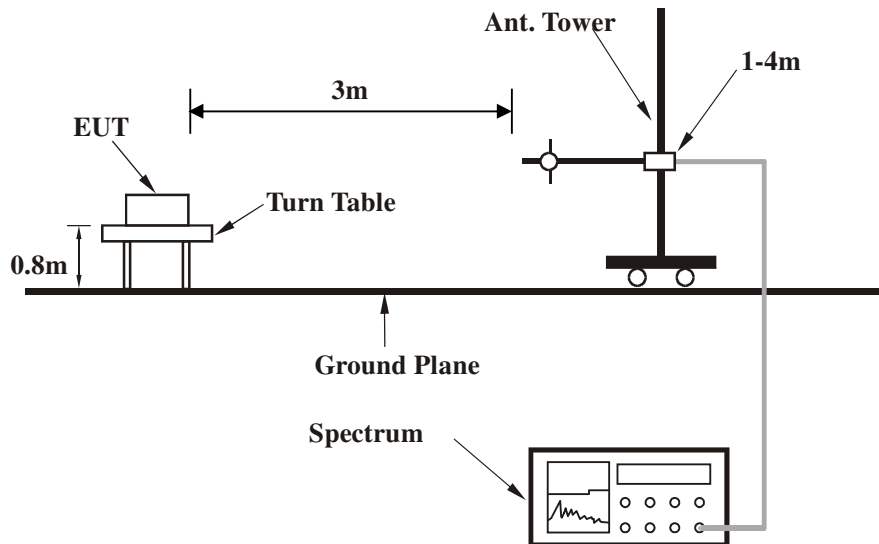 Ant. Tower
1-4m
3m
EUT
Turn Table
0.8m
Ground Plane
Spectrum